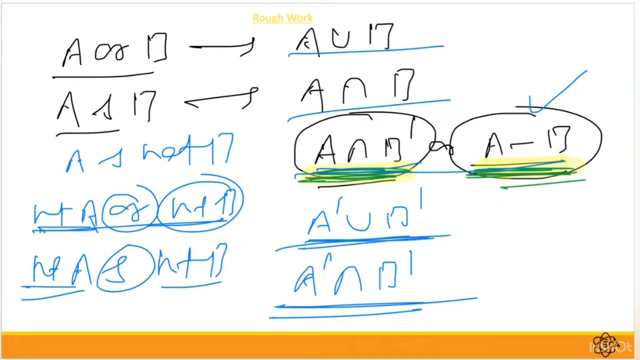 Rough Work
A or B → A ∪ B
A & B ↔ A ∩ B
A & not B A ∩ B' or A − B
not A or not B A' ∪ B'
not A & not B A' ∩ B'